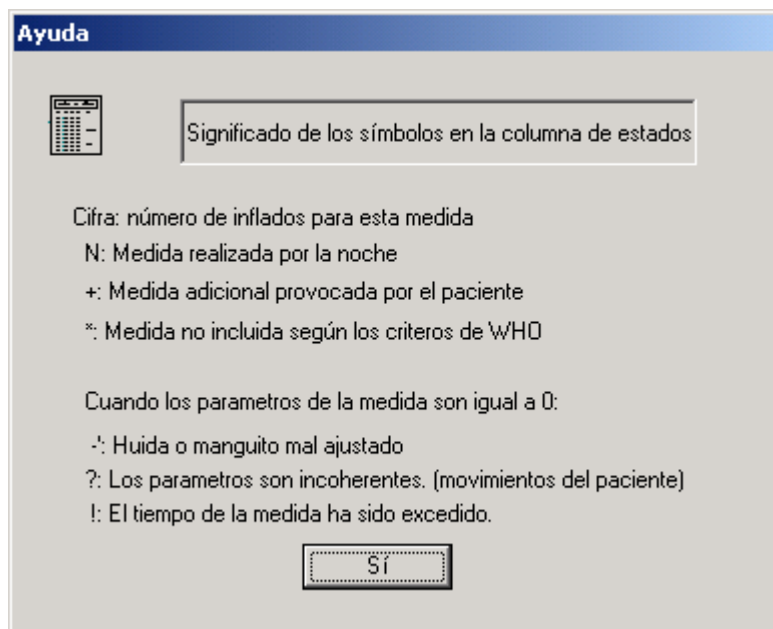 Ayuda
Significado de los símbolos en la columna de estados
Cifra: número de inflados para esta medida
N: Medida realizada por la noche
+: Medida adicional provocada por el paciente
*: Medida no incluida según los criteros de WHO
Cuando los parametros de la medida son igual a 0:
-': Huida o manguito mal ajustado
?: Los parametros son incoherentes. (movimientos del paciente)
!: El tiempo de la medida ha sido excedido.
Sí